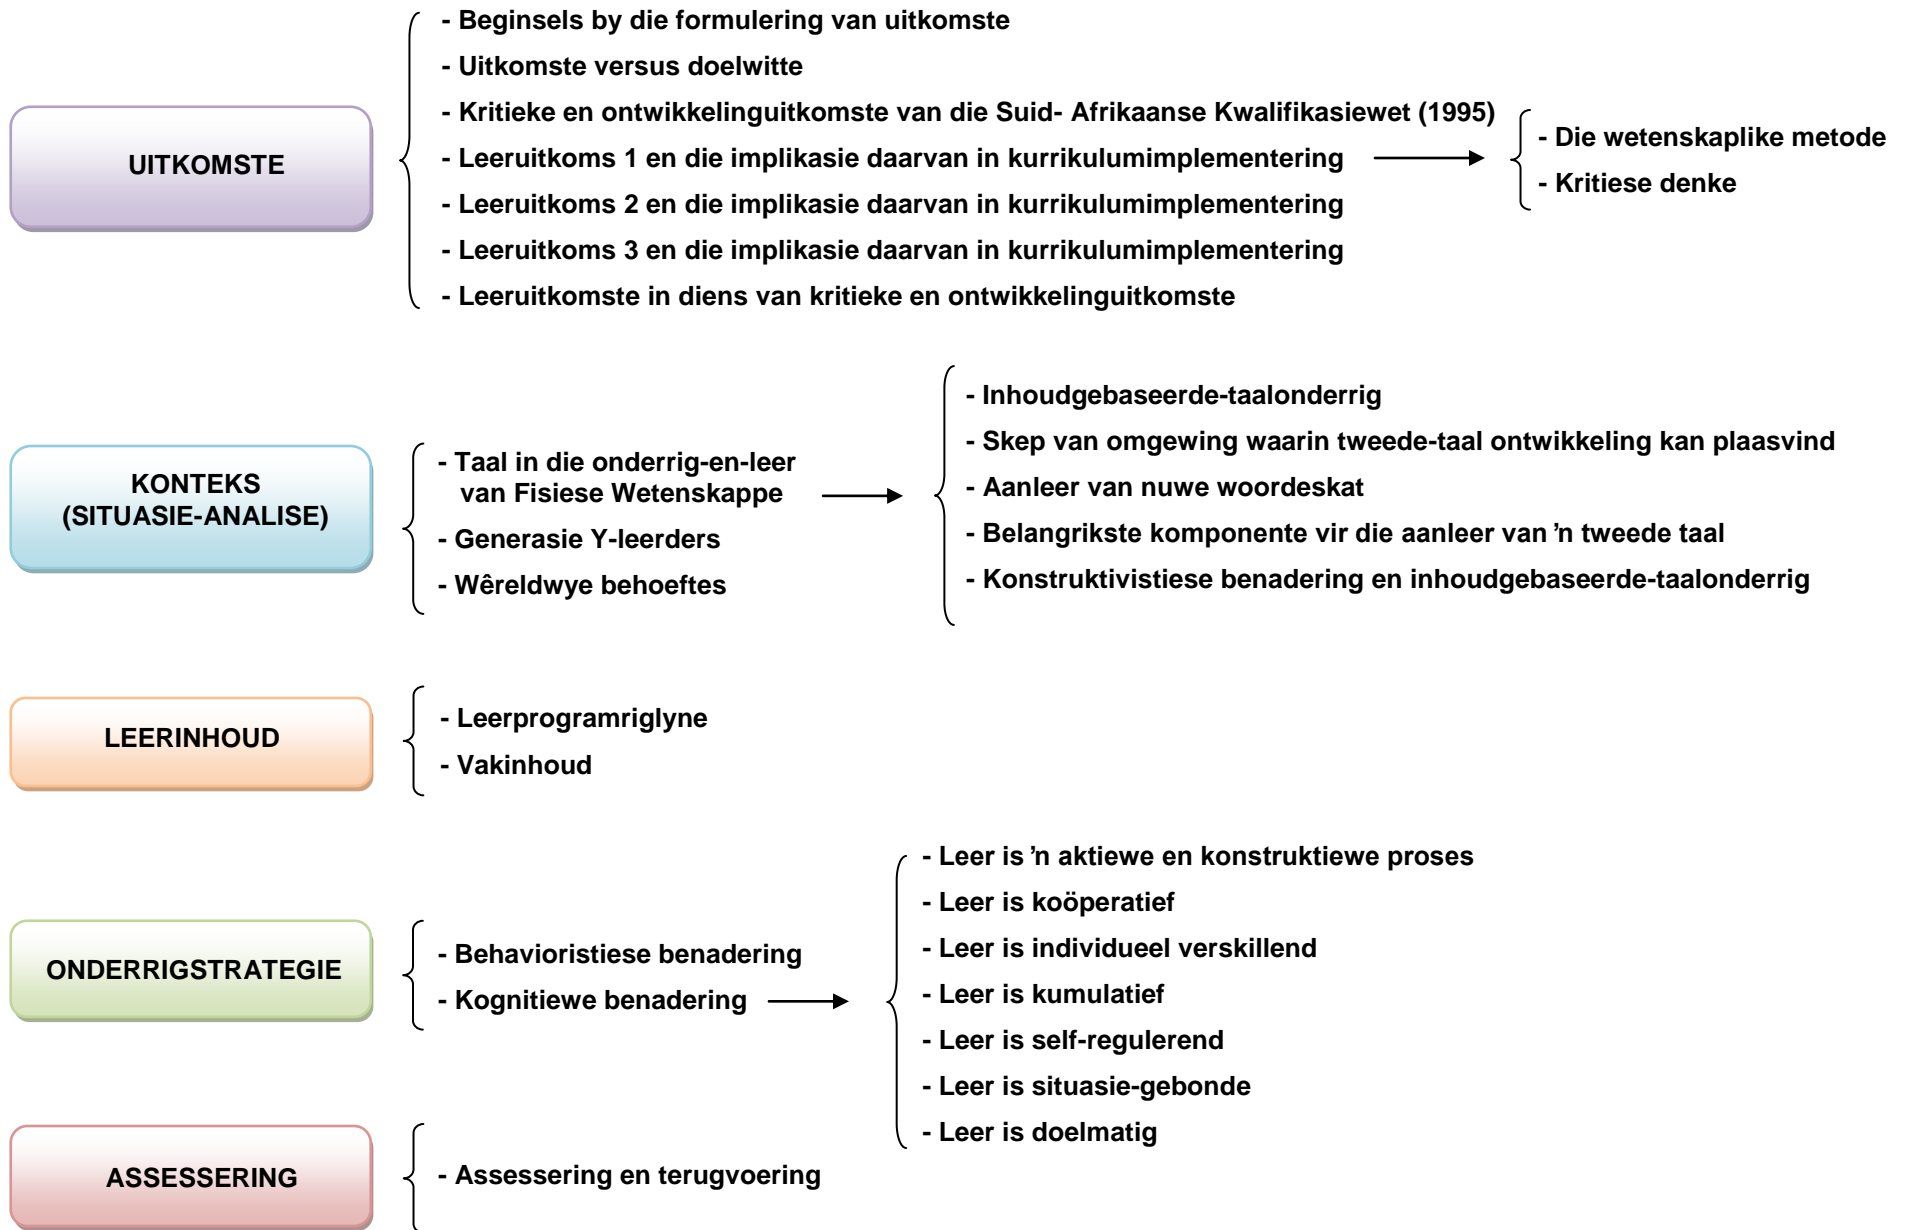 UITKOMSTE
- Beginsels by die formulering van uitkomste
- Uitkomste versus doelwitte
- Kritieke en ontwikkelinguitkomste van die Suid- Afrikaanse Kwalifikasiewet (1995)
- Leeruitkoms 1 en die implikasie daarvan in kurrikulumimplementering
- Leeruitkoms 2 en die implikasie daarvan in kurrikulumimplementering
- Leeruitkoms 3 en die implikasie daarvan in kurrikulumimplementering
- Leeruitkomste in diens van kritieke en ontwikkelinguitkomste
- Die wetenskaplike metode
- Kritiese denke
KONTEKS
(SITUASIE-ANALISE)
- Taal in die onderrig-en-leer
van Fisiese Wetenskappe
- Generasie Y-leerders
- Wêreldwye behoeftes
- Inhoudgebaseerde-taalonderrig
- Skep van omgewing waarin tweede-taal ontwikkeling kan plaasvind
- Aanleer van nuwe woordeskat
- Belangrikste komponente vir die aanleer van ’n tweede taal
- Konstruktivistiese benadering en inhoudgebaseerde-taalonderrig
LEERINHOUD
- Leerprogramriglyne
- Vakinhoud
ONDERRIGSTRATEGIE
- Behavioristiese benadering
- Kognitiewe benadering
- Leer is ’n aktiewe en konstruktiewe proses
- Leer is koöperatief
- Leer is individueel verskillend
- Leer is kumulatief
- Leer is self-regulerend
- Leer is situasie-gebonde
- Leer is doelmatig
ASSESSERING
- Assessering en terugvoering